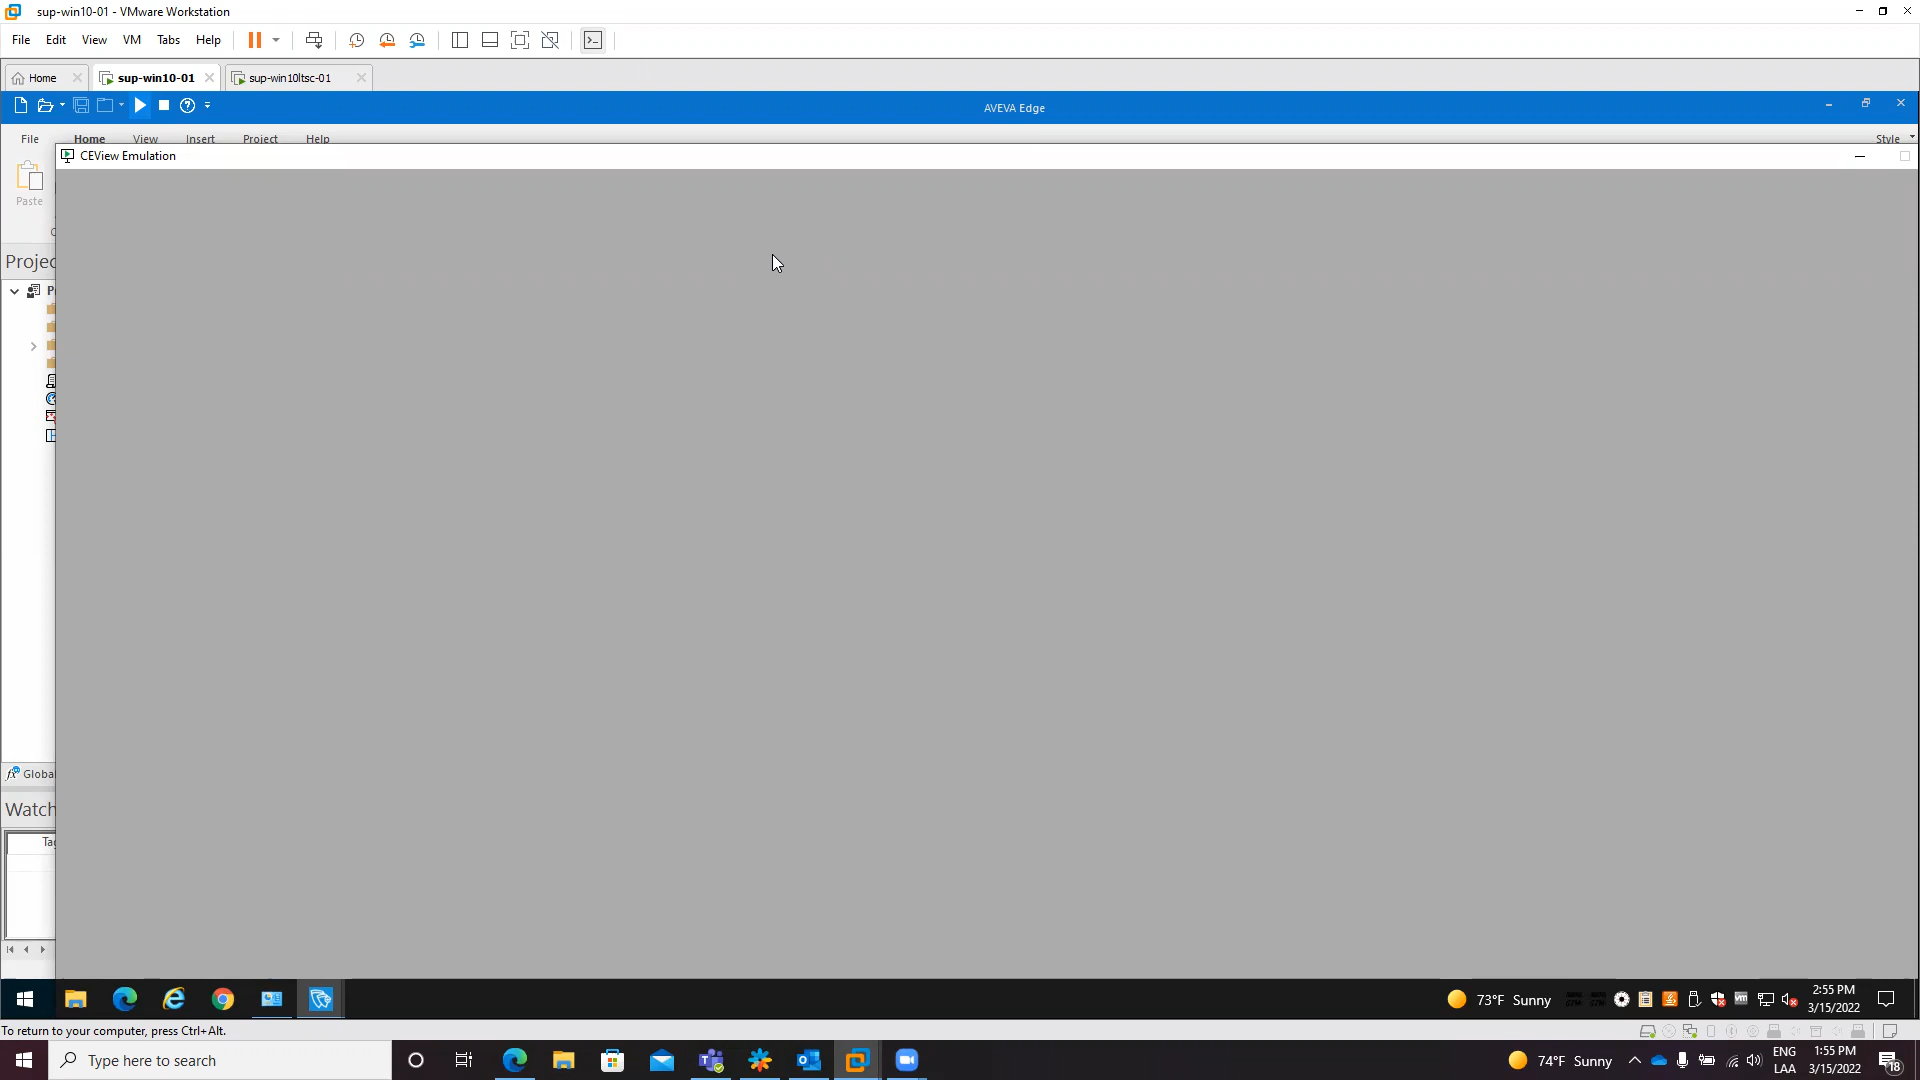 sup-win10-01 - VMware Workstation
File Edit View VM Tabs Help
Home sup-win10-01 sup-win10ltsc-01
AVEVA Edge
File Home View Insert Project Help Style
CEView Emulation
Paste
Projec
P
Global
Watch
Tag
73°F Sunny
vm
2:55 PM
3/15/2022
To return to your computer, press Ctrl+Alt.
Type here to search
74°F Sunny
ENG
LAA
1:55 PM
3/15/2022
18